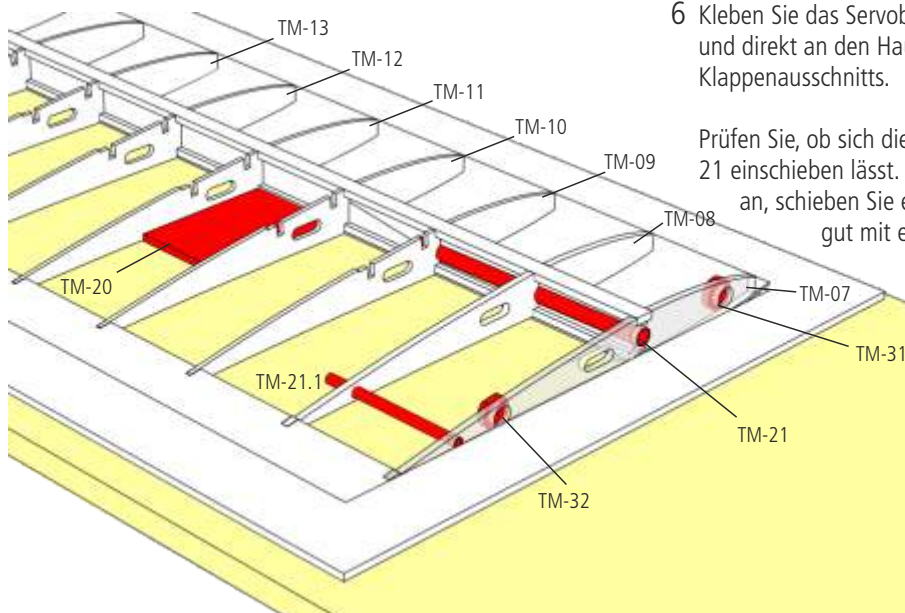 6 Kleben Sie das Servob
und direkt an den Ha
Klappenausschnitts.
Prüfen Sie, ob sich die
21 einschieben lässt.
an, schieben Sie e
gut mit e
TM-13
TM-12
TM-11
TM-10
TM-09
TM-08
TM-07
TM-31
TM-21
TM-32
TM-21.1
TM-20